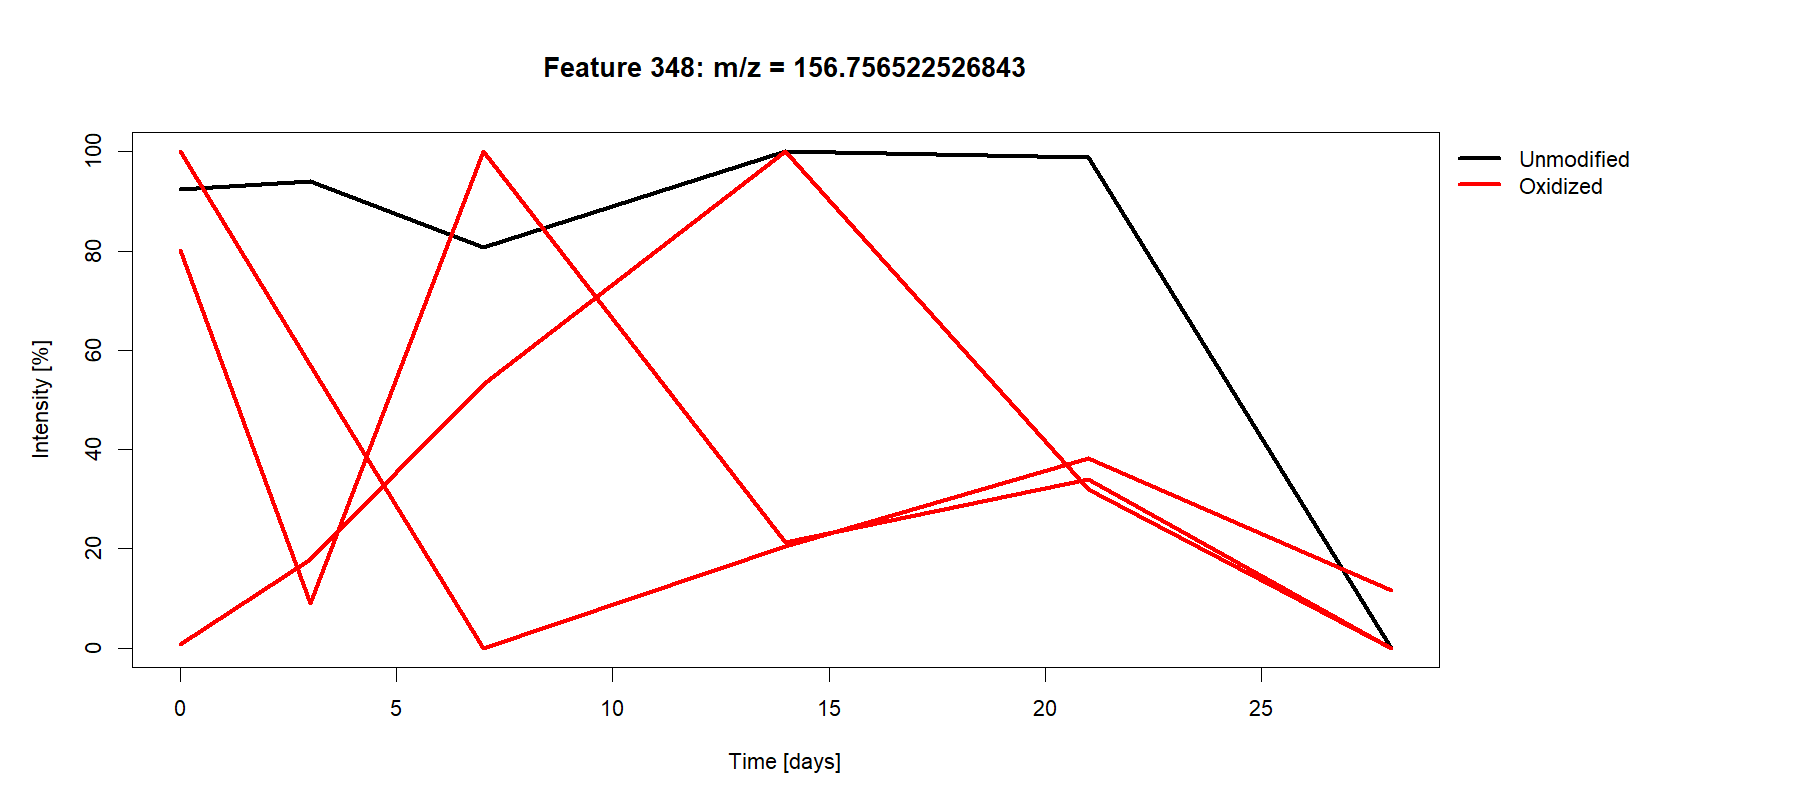 Feature 348: m/z = 156.756522526843
Unmodified
Oxidized
Intensity [%]
100
80
60
40
20
0
0 5 10 15 20 25
Time [days]